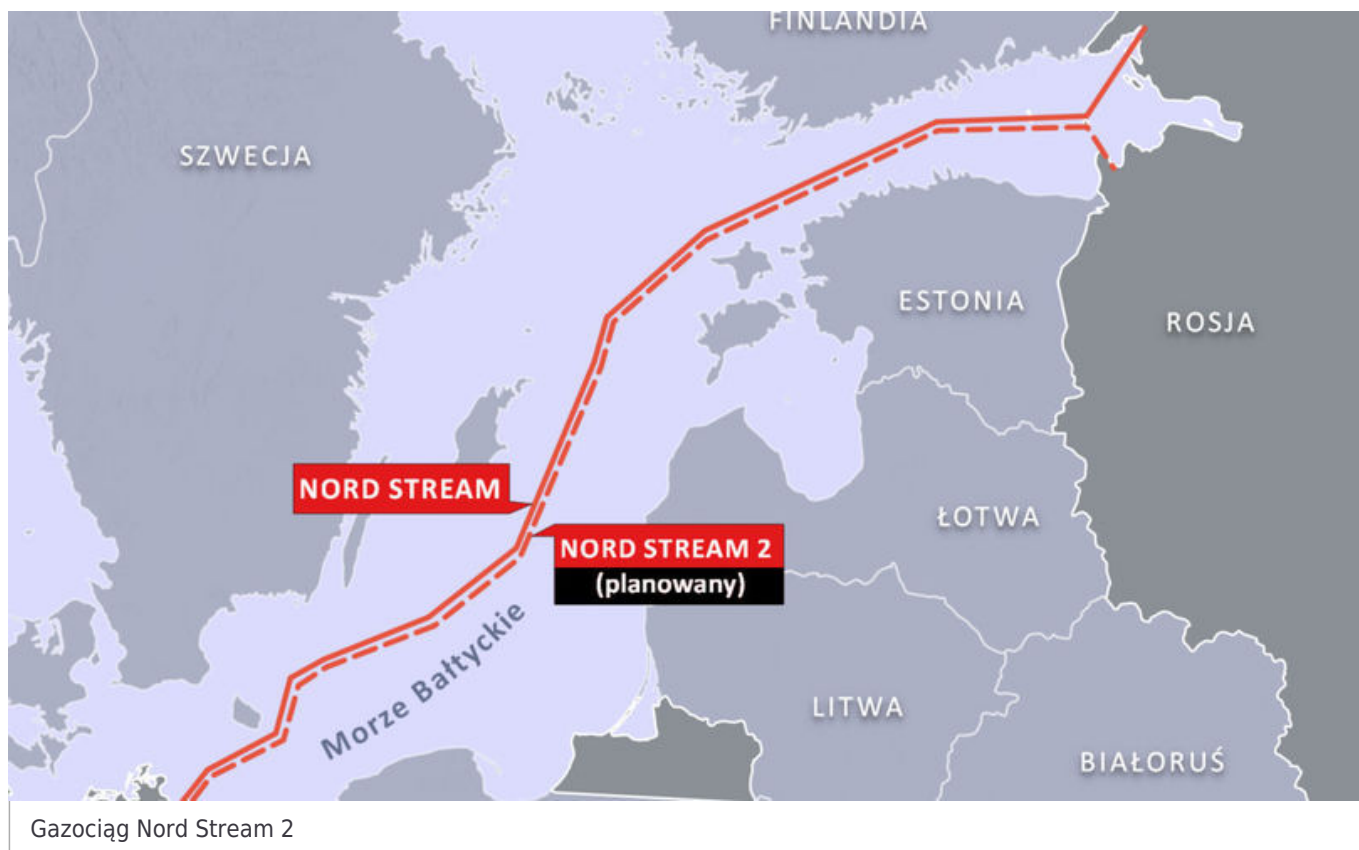 FINLANDIA
SZWECJA
ESTONIA
ROSJA
NORD STREAM
ŁOTWA
NORD STREAM 2
(planowany)
Morze Bałtyckie
LITWA
BIAŁORUŚ
Gazociąg Nord Stream 2